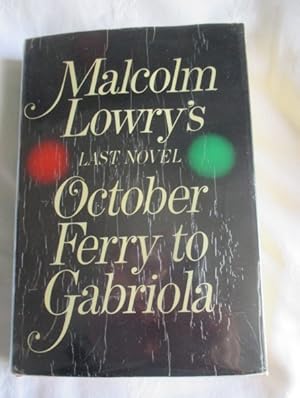 Malcolm
Lowry's
LAST NOVEL
October
Ferry to
Gabriola